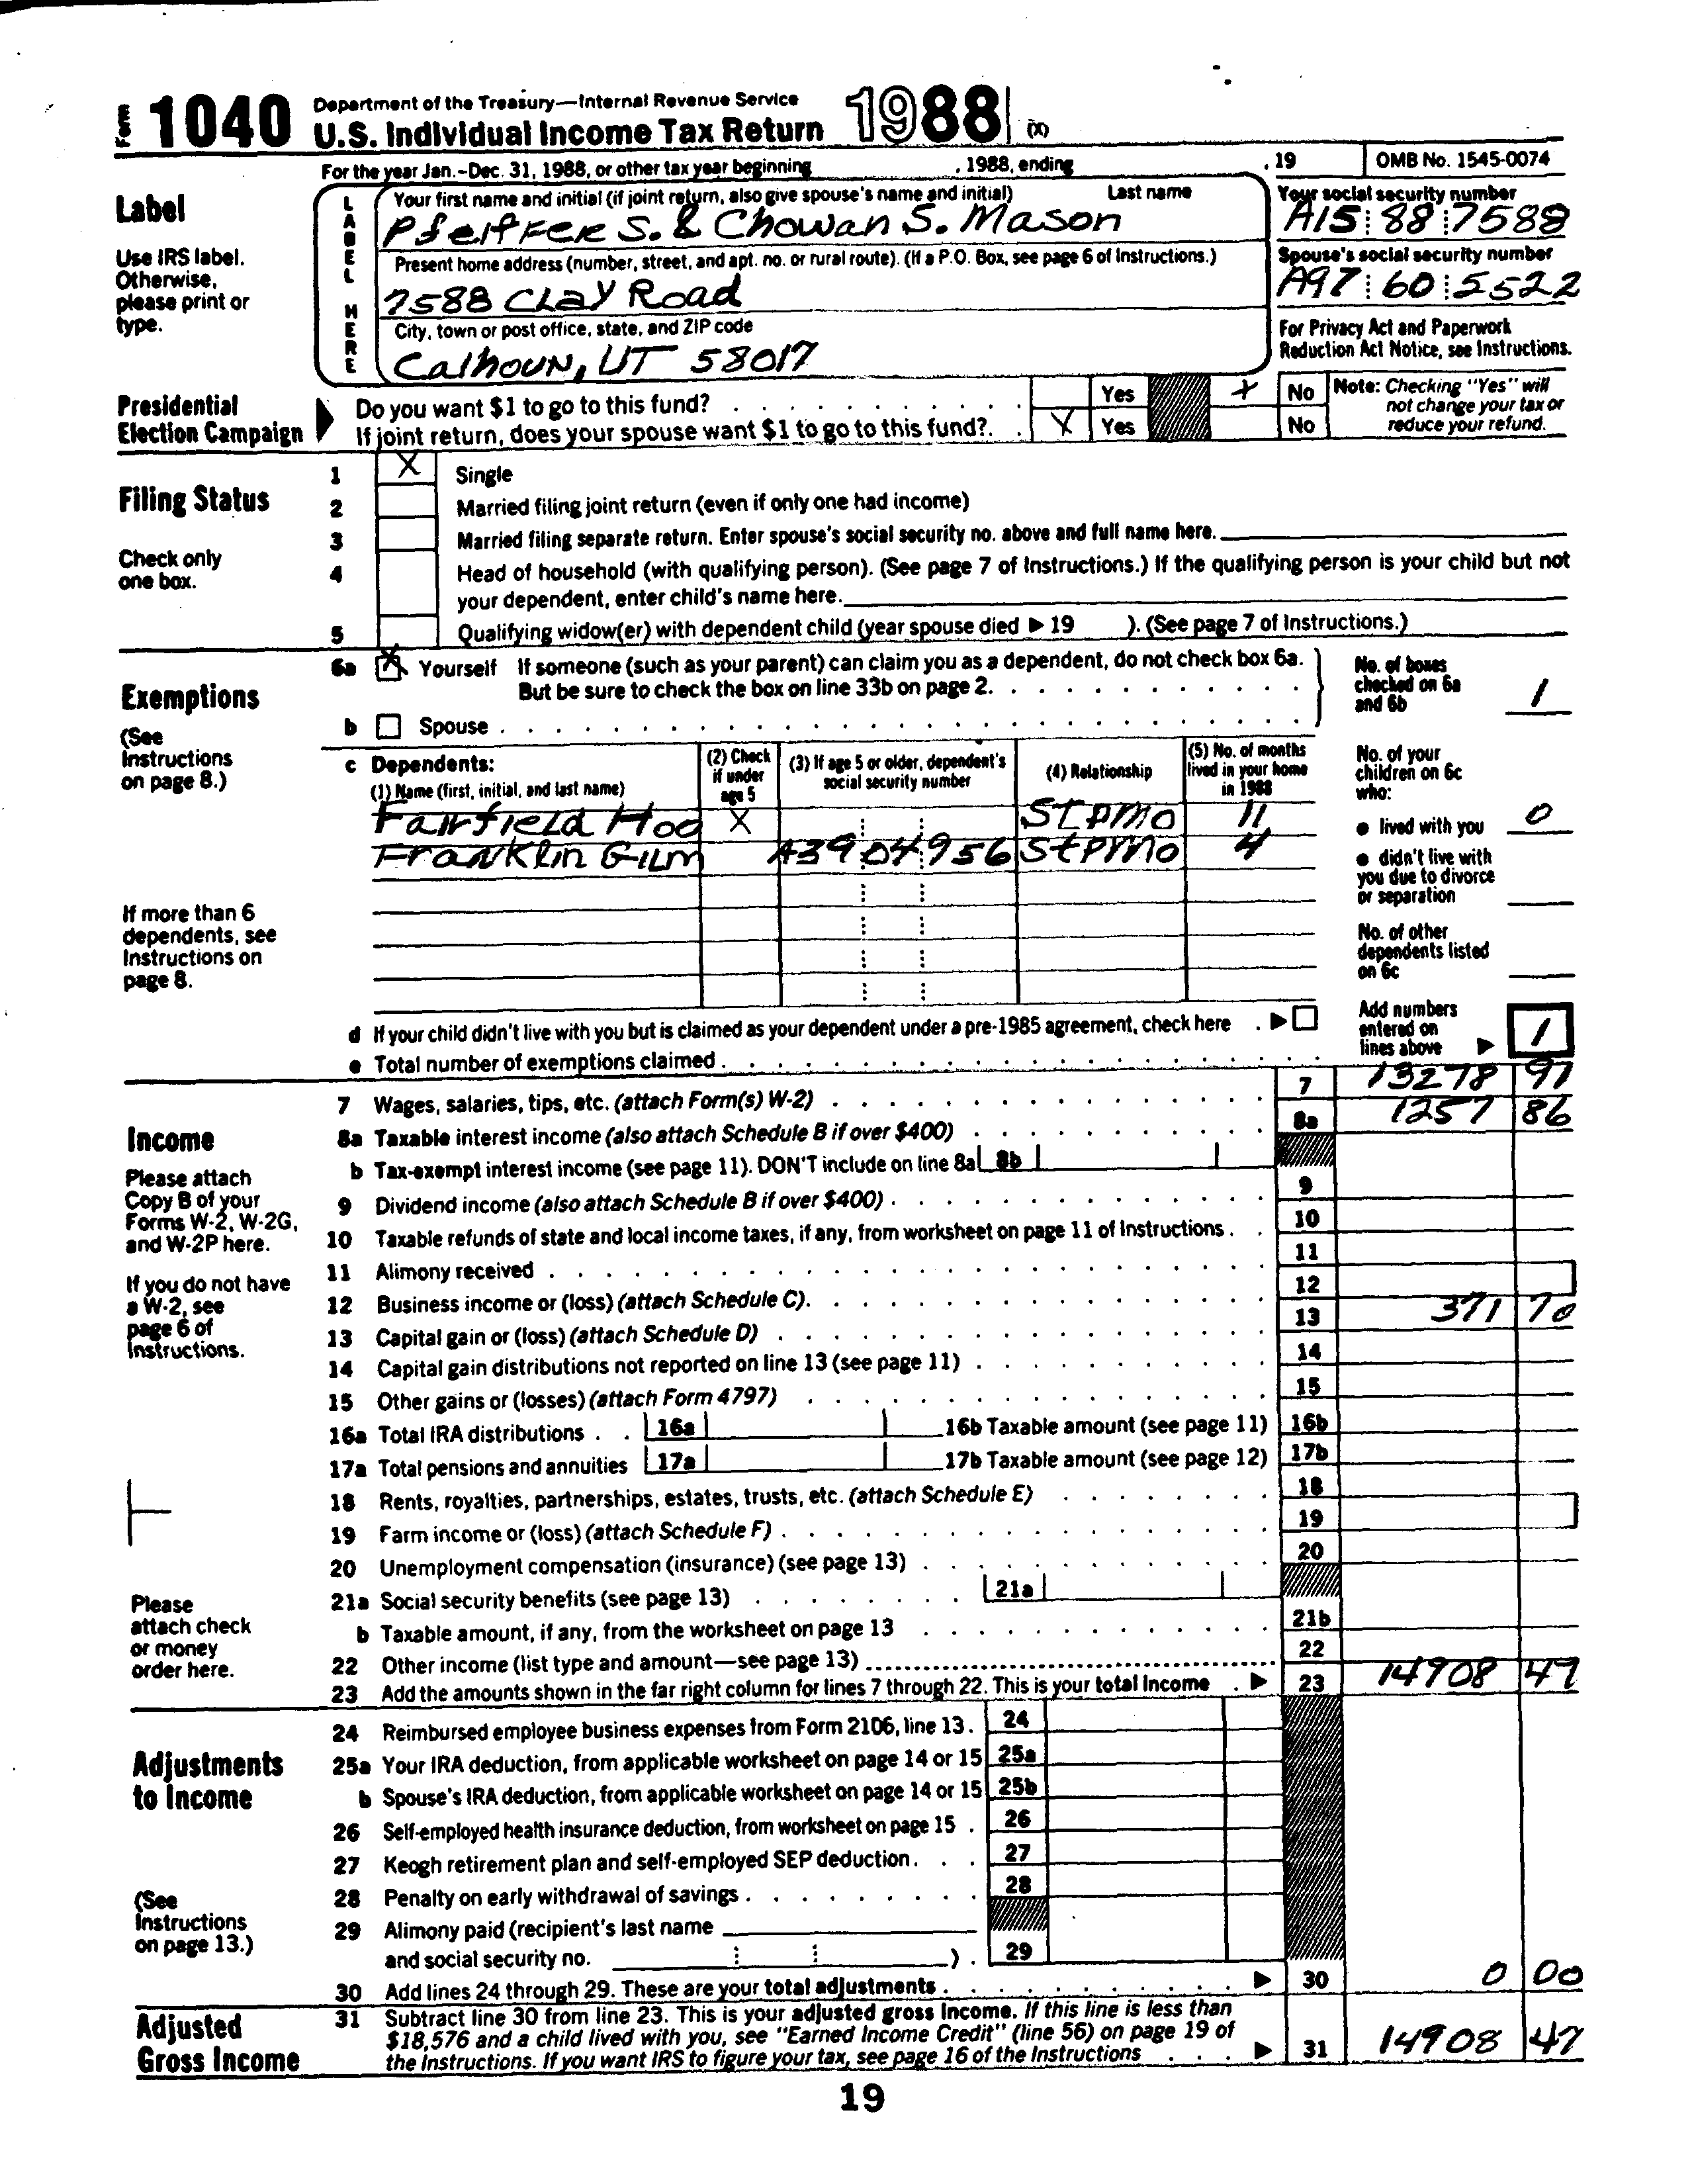 Form 1040 Department of the Treasury—Internal Revenue Service
U.S. Individual Income Tax Return 1988 (X)
For the year Jan.-Dec. 31, 1988, or other tax year beginning , 1988, ending , 19 OMB No. 1545-0074
Label
Use IRS label.
Otherwise,
please print or
type.
LABEL HERE
Your first name and initial (if joint return, also give spouse's name and initial) Last name
PfeifFER S. & Chowan S. Mason
Your social security number
A15 88 7588
Present home address (number, street, and apt. no. or rural route). (If a P.O. Box, see page 6 of Instructions.)
7588 Clay Road
Spouse's social security number
A97 60 5522
City, town or post office, state, and ZIP code
Calhoun, UT 58017
For Privacy Act and Paperwork
Reduction Act Notice, see Instructions.
Presidential
Election Campaign
Do you want $1 to go to this fund? Yes X No
If joint return, does your spouse want $1 to go to this fund? X Yes No
Note: Checking "Yes" will
not change your tax or
reduce your refund.
Filing Status
Check only
one box.
1 X Single
2 Married filing joint return (even if only one had income)
3 Married filing separate return. Enter spouse's social security no. above and full name here.
4 Head of household (with qualifying person). (See page 7 of Instructions.) If the qualifying person is your child but not
your dependent, enter child's name here.
5 Qualifying widow(er) with dependent child (year spouse died ▶ 19 ). (See page 7 of Instructions.)
Exemptions
(See
Instructions
on page 8.)
6a X Yourself If someone (such as your parent) can claim you as a dependent, do not check box 6a.
But be sure to check the box on line 33b on page 2.
b Spouse
No. of boxes
checked on 6a
and 6b 1
c Dependents:
(1) Name (first, initial, and last name)
(2) Check
if under
age 5
(3) If age 5 or older, dependent's
social security number
(4) Relationship
(5) No. of months
lived in your home
in 1988
Fairfield Hoo X StPMo 11
Franklin Gilm A39 04 956 StPMo 4
No. of your
children on 6c
who:
● lived with you 0
● didn't live with
you due to divorce
or separation
No. of other
dependents listed
on 6c
If more than 6
dependents, see
Instructions on
page 8.
d If your child didn't live with you but is claimed as your dependent under a pre-1985 agreement, check here ▶
e Total number of exemptions claimed
Add numbers
entered on
lines above ▶ 1
Income
Please attach
Copy B of your
Forms W-2, W-2G,
and W-2P here.
If you do not have
a W-2, see
page 6 of
Instructions.
Please
attach check
or money
order here.
7 Wages, salaries, tips, etc. (attach Form(s) W-2) 7 13278 91
8a Taxable interest income (also attach Schedule B if over $400) 8a 1257 86
b Tax-exempt interest income (see page 11). DON'T include on line 8a 8b
9 Dividend income (also attach Schedule B if over $400) 9
10 Taxable refunds of state and local income taxes, if any, from worksheet on page 11 of Instructions 10
11 Alimony received 11
12 Business income or (loss) (attach Schedule C) 12
13 Capital gain or (loss) (attach Schedule D) 13 371 70
14 Capital gain distributions not reported on line 13 (see page 11) 14
15 Other gains or (losses) (attach Form 4797) 15
16a Total IRA distributions 16a 16b Taxable amount (see page 11) 16b
17a Total pensions and annuities 17a 17b Taxable amount (see page 12) 17b
18 Rents, royalties, partnerships, estates, trusts, etc. (attach Schedule E) 18
19 Farm income or (loss) (attach Schedule F) 19
20 Unemployment compensation (insurance) (see page 13) 20
21a Social security benefits (see page 13) 21a
b Taxable amount, if any, from the worksheet on page 13 21b
22 Other income (list type and amount—see page 13) 22
23 Add the amounts shown in the far right column for lines 7 through 22. This is your total income ▶ 23 14908 47
Adjustments
to Income
(See
Instructions
on page 13.)
24 Reimbursed employee business expenses from Form 2106, line 13 24
25a Your IRA deduction, from applicable worksheet on page 14 or 15 25a
b Spouse's IRA deduction, from applicable worksheet on page 14 or 15 25b
26 Self-employed health insurance deduction, from worksheet on page 15 26
27 Keogh retirement plan and self-employed SEP deduction 27
28 Penalty on early withdrawal of savings 28
29 Alimony paid (recipient's last name
and social security no. ) 29
30 Add lines 24 through 29. These are your total adjustments ▶ 30 0 00
Adjusted
Gross Income
31 Subtract line 30 from line 23. This is your adjusted gross income. If this line is less than
$18,576 and a child lived with you, see "Earned Income Credit" (line 56) on page 19 of
the Instructions. If you want IRS to figure your tax, see page 16 of the Instructions ▶ 31 14908 47
19